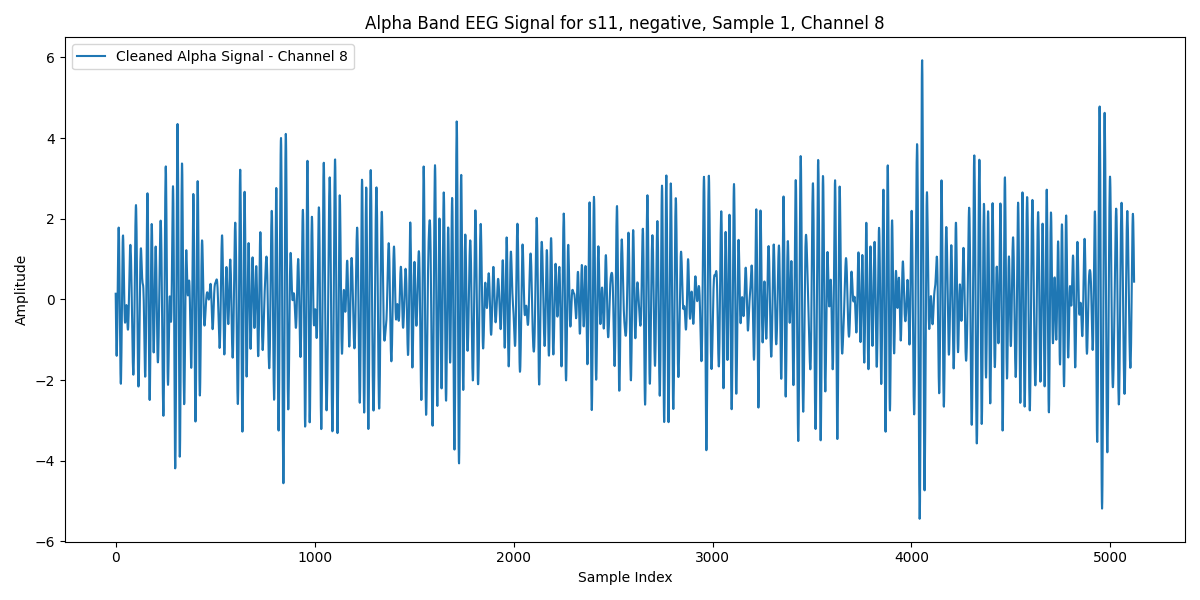 Alpha Band EEG Signal for s11, negative, Sample 1, Channel 8
Cleaned Alpha Signal - Channel 8
6
4
2
0
−2
−4
−6
Amplitude
0 1000 2000 3000 4000 5000
Sample Index